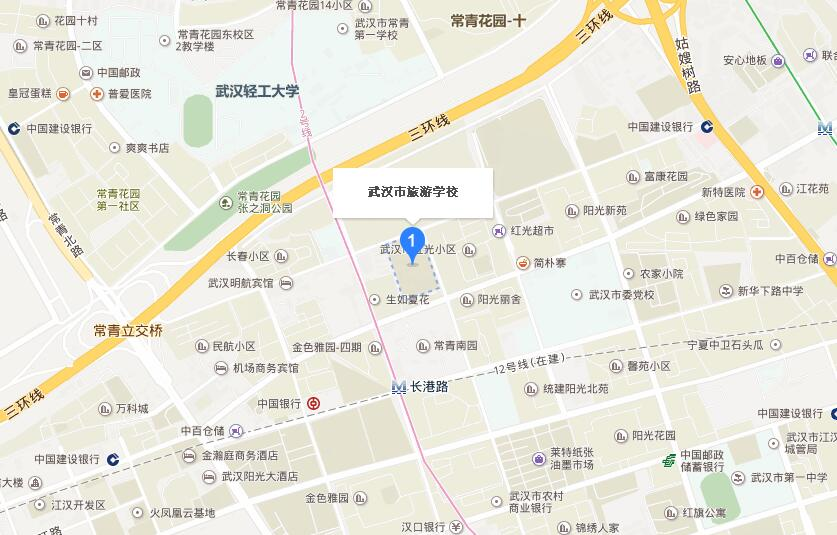 花园十村
常青花园14小区
常青花园-十
常青花园东校区
2教学楼
武汉市常青
第一学校
三环线
常青花园-二区
姑嫂树路
安心地板
联合
中国邮政
皇冠蛋糕
普爱医院
武汉轻工大学
2号线
三环线
中国建设银行
中国建设银行
爽爽书店
富康花园
常青花园
第一社区
武汉市旅游学校
新特医院
江花苑
常青花园
张之洞公园
阳光新苑
绿色家园
常青北路
红光超市
1
长春小区
简朴寨
中百仓储
武汉明航宾馆
农家小院
生如夏花
阳光丽舍
武汉市委党校
新华下路中学
常青立交桥
民航小区
金色雅园-四期
常青南园
宁夏中卫石头瓜
机场商务宾馆
12号线(在建)
馨苑小区
长港路
统建阳光北苑
三环线
万科城
中国银行
中国建设银行
中百仓储
阳光花园
武汉市江汉
城管局
中国建设银行
金瀚庭商务酒店
莱特纸张
油墨市场
中国邮政
储蓄银行
武汉阳光大酒店
武汉市第一中学
大楼
江汉开发区
金色雅园
武汉市农村
商业银行
火凤凰云基地
红旗公寓
汉口银行
锦绣人家